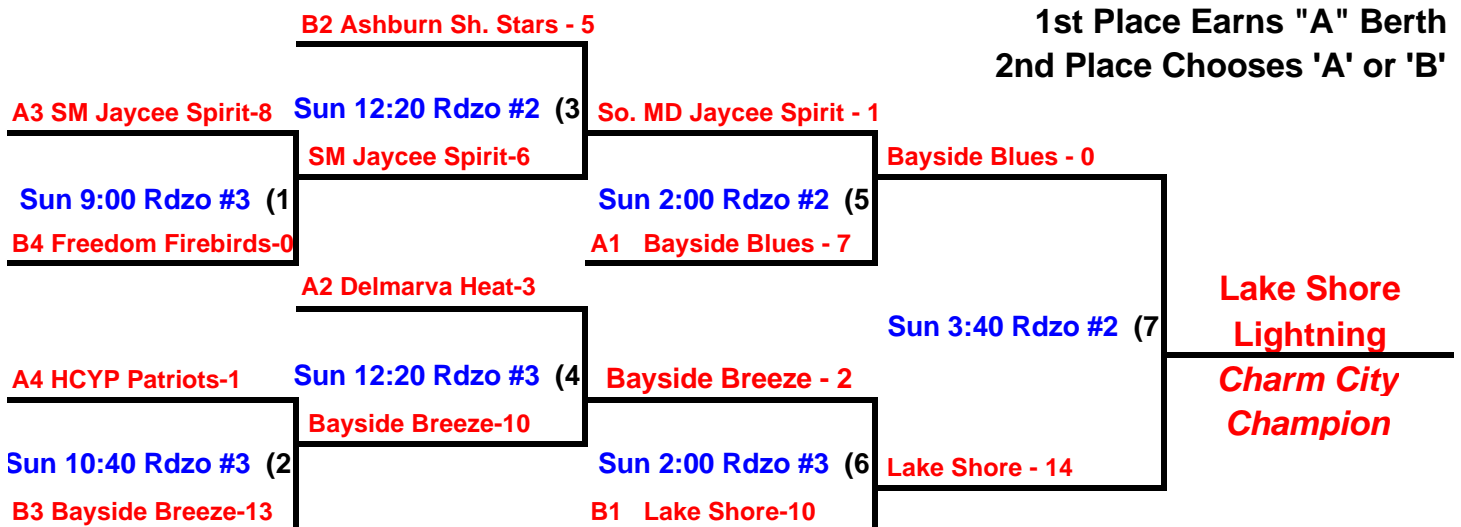 B2 Ashburn Sh. Stars - 5
1st Place Earns "A" Berth
2nd Place Chooses 'A' or 'B'
A3 SM Jaycee Spirit-8
Sun 12:20 Rdzo #2 (3
So. MD Jaycee Spirit - 1
SM Jaycee Spirit-6
Bayside Blues - 0
Sun 9:00 Rdzo #3 (1
Sun 2:00 Rdzo #2 (5
B4 Freedom Firebirds-0
A1 Bayside Blues - 7
A2 Delmarva Heat-3
Lake Shore
Lightning
Sun 3:40 Rdzo #2 (7
A4 HCYP Patriots-1
Sun 12:20 Rdzo #3 (4
Bayside Breeze - 2
Charm City
Champion
Bayside Breeze-10
Sun 10:40 Rdzo #3 (2
Sun 2:00 Rdzo #3 (6
Lake Shore - 14
B3 Bayside Breeze-13
B1 Lake Shore-10